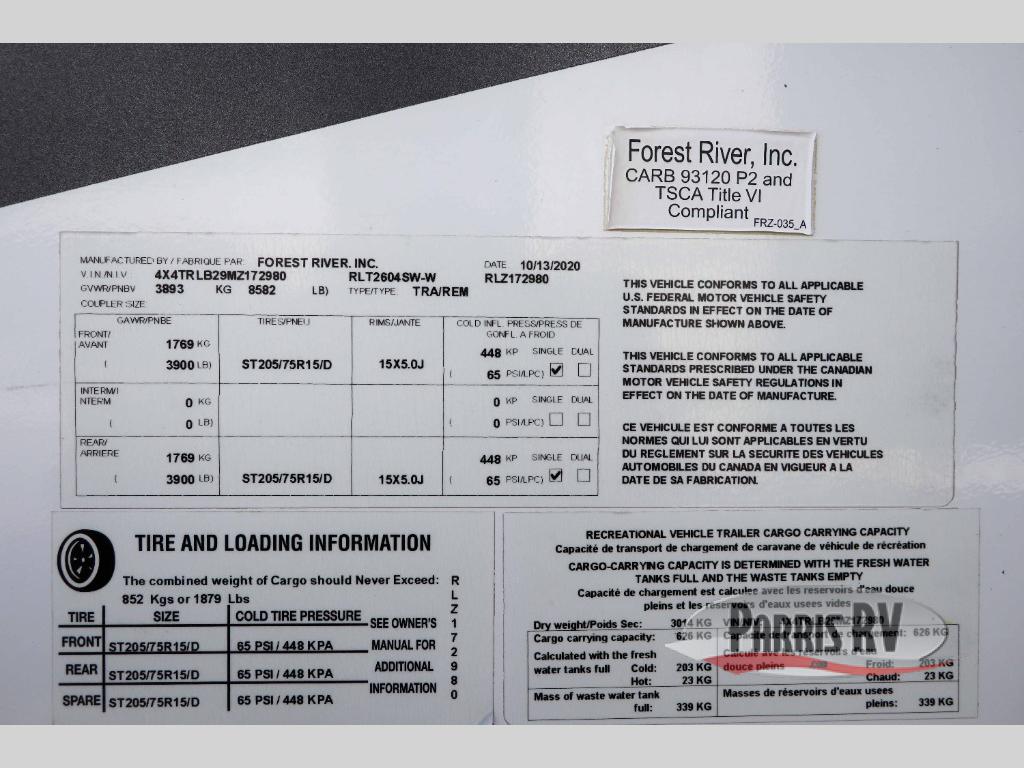 Forest River, Inc.
CARB 93120 P2 and
TSCA Title VI
Compliant
FRZ-035_A
MANUFACTURED BY / FABRIQUE PAR: FOREST RIVER, INC. DATE 10/13/2020
V.I.N./N.I.V. 4X4TRLB29MZ172980 RLT2604SW-W RLZ172980
GVWR/PNBV 3893 KG 8582 LB) TYPE/TYPE: TRA/REM
COUPLER SIZE:
GAWR/PNBE TIRES/PNEU RIMS/JANTE COLD INFL. PRESS/PRESS DE
GONFL. A FROID
FRONT/
AVANT 1769 KG 448 KP SINGLE DUAL
( 3900 LB) ST205/75R15/D 15X5.0J ( 65 PSI/LPC)
INTERM/I
NTERM 0 KG 0 KP SINGLE DUAL
( 0 LB) ( 0 PSI/LPC)
REAR/
ARRIERE 1769 KG 448 KP SINGLE DUAL
( 3900 LB) ST205/75R15/D 15X5.0J 65 PSI/LPC)
THIS VEHICLE CONFORMS TO ALL APPLICABLE
U.S. FEDERAL MOTOR VEHICLE SAFETY
STANDARDS IN EFFECT ON THE DATE OF
MANUFACTURE SHOWN ABOVE.
THIS VEHICLE CONFORMS TO ALL APPLICABLE
STANDARDS PRESCRIBED UNDER THE CANADIAN
MOTOR VEHICLE SAFETY REGULATIONS IN
EFFECT ON THE DATE OF MANUFACTURE.
CE VEHICULE EST CONFORME A TOUTES LES
NORMES QUI LUI SONT APPLICABLES EN VERTU
DU REGLEMENT SUR LA SECURITE DES VEHICULES
AUTOMOBILES DU CANADA EN VIGUEUR A LA
DATE DE SA FABRICATION.
TIRE AND LOADING INFORMATION
The combined weight of Cargo should Never Exceed:
852 Kgs or 1879 Lbs
TIRE SIZE COLD TIRE PRESSURE
FRONT ST205/75R15/D 65 PSI / 448 KPA
REAR ST205/75R15/D 65 PSI / 448 KPA
SPARE ST205/75R15/D 65 PSI / 448 KPA
SEE OWNER'S
MANUAL FOR
ADDITIONAL
INFORMATION
RLZ172980
RECREATIONAL VEHICLE TRAILER CARGO CARRYING CAPACITY
Capacité de transport de chargement de caravane de véhicule de récréation
CARGO-CARRYING CAPACITY IS DETERMINED WITH THE FRESH WATER
TANKS FULL AND THE WASTE TANKS EMPTY
Capacité de chargement est calculée avec les reservoirs d'eau douce
pleins et les réservoirs d'eaux usees vides
Dry weight/Poids Sec: 3014 KG VIN/NIV 4X4TRLB29MZ172980
Cargo carrying capacity: 626 KG Capacité de chargement: 626 KG
Calculated with the fresh
water tanks full Cold: 203 KG
Hot: 23 KG
Calculé avec les réservoirs d'eau
douce pleins Froid: 203 KG
Chaud: 23 KG
Mass of waste water tank
full: 339 KG
Masses de réservoirs d'eaux usees
pleins: 339 KG
Parris RV
.com